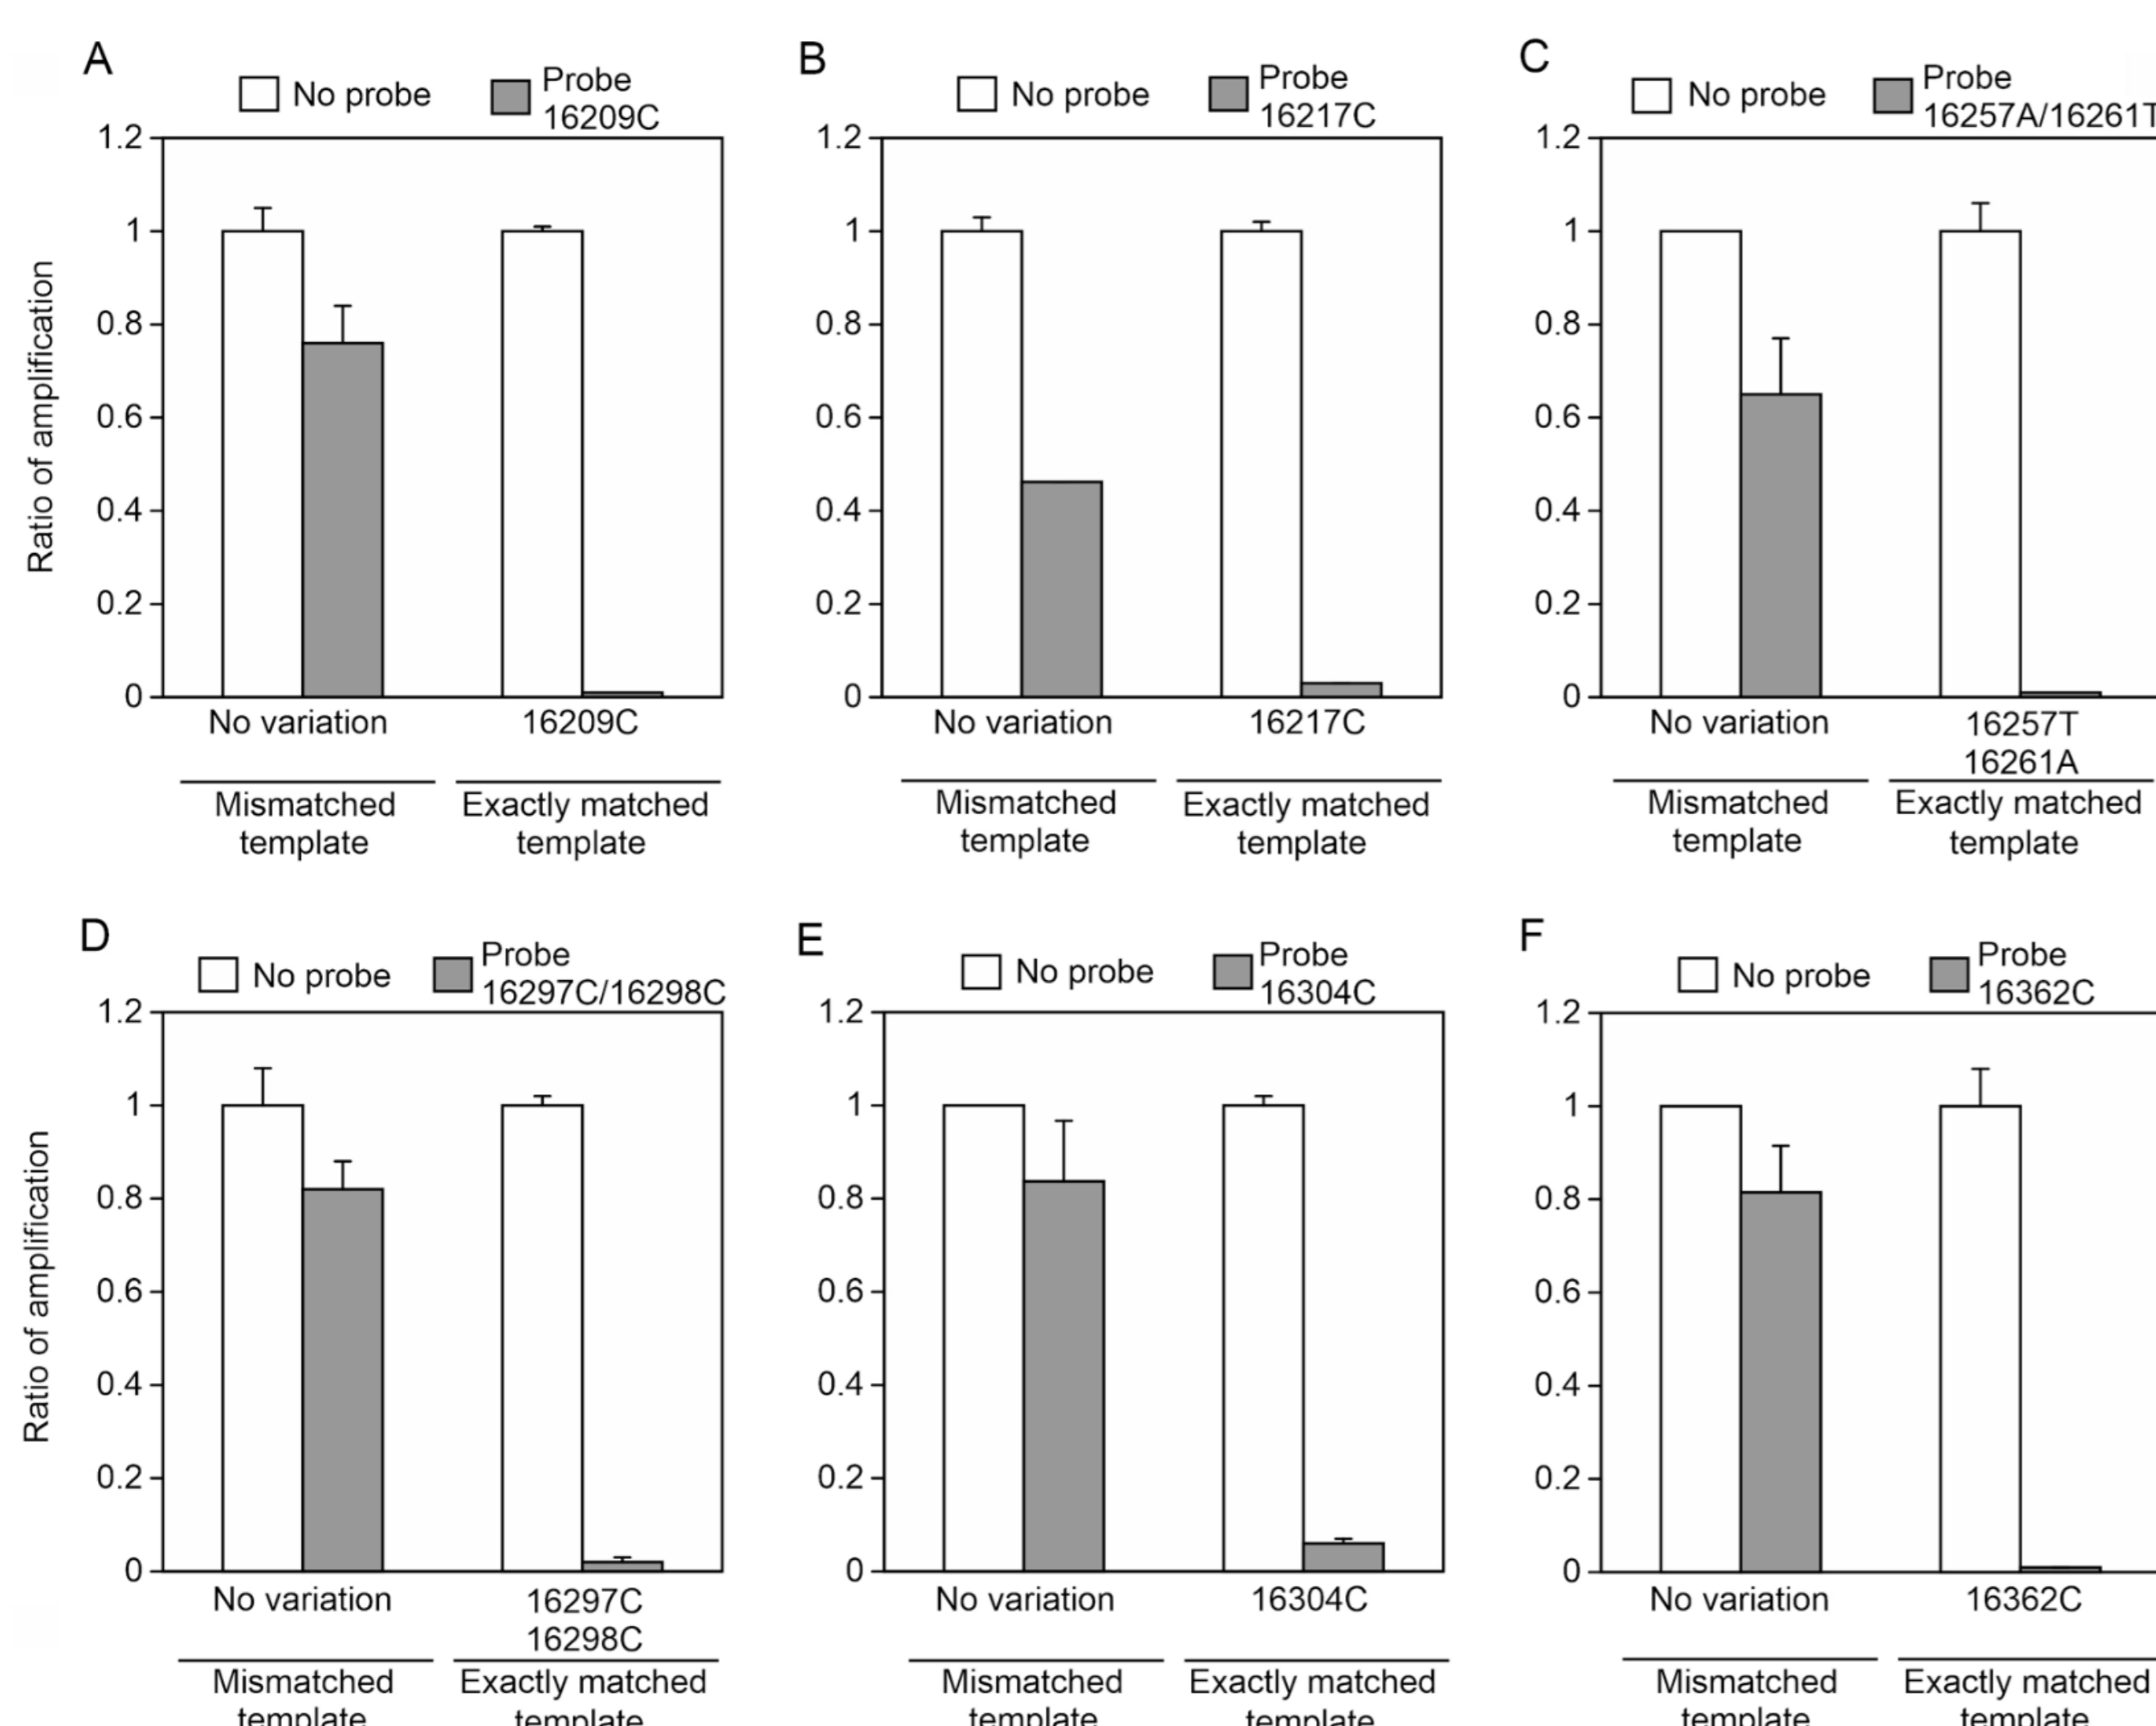 A
No probe
Probe
16209C
B
No probe
Probe
16217C
C
No probe
Probe
16257A/16261T
Ratio of amplification
1.2
1
0.8
0.6
0.4
0.2
0
No variation
16209C
Mismatched
template
Exactly matched
template
1.2
1
0.8
0.6
0.4
0.2
0
No variation
16217C
Mismatched
template
Exactly matched
template
1.2
1
0.8
0.6
0.4
0.2
0
No variation
16257T
16261A
Mismatched
template
Exactly matched
template
D
No probe
Probe
16297C/16298C
E
No probe
Probe
16304C
F
No probe
Probe
16362C
Ratio of amplification
1.2
1
0.8
0.6
0.4
0.2
0
No variation
16297C
16298C
Mismatched
template
Exactly matched
template
1.2
1
0.8
0.6
0.4
0.2
0
No variation
16304C
Mismatched
template
Exactly matched
template
1.2
1
0.8
0.6
0.4
0.2
0
No variation
16362C
Mismatched
template
Exactly matched
template